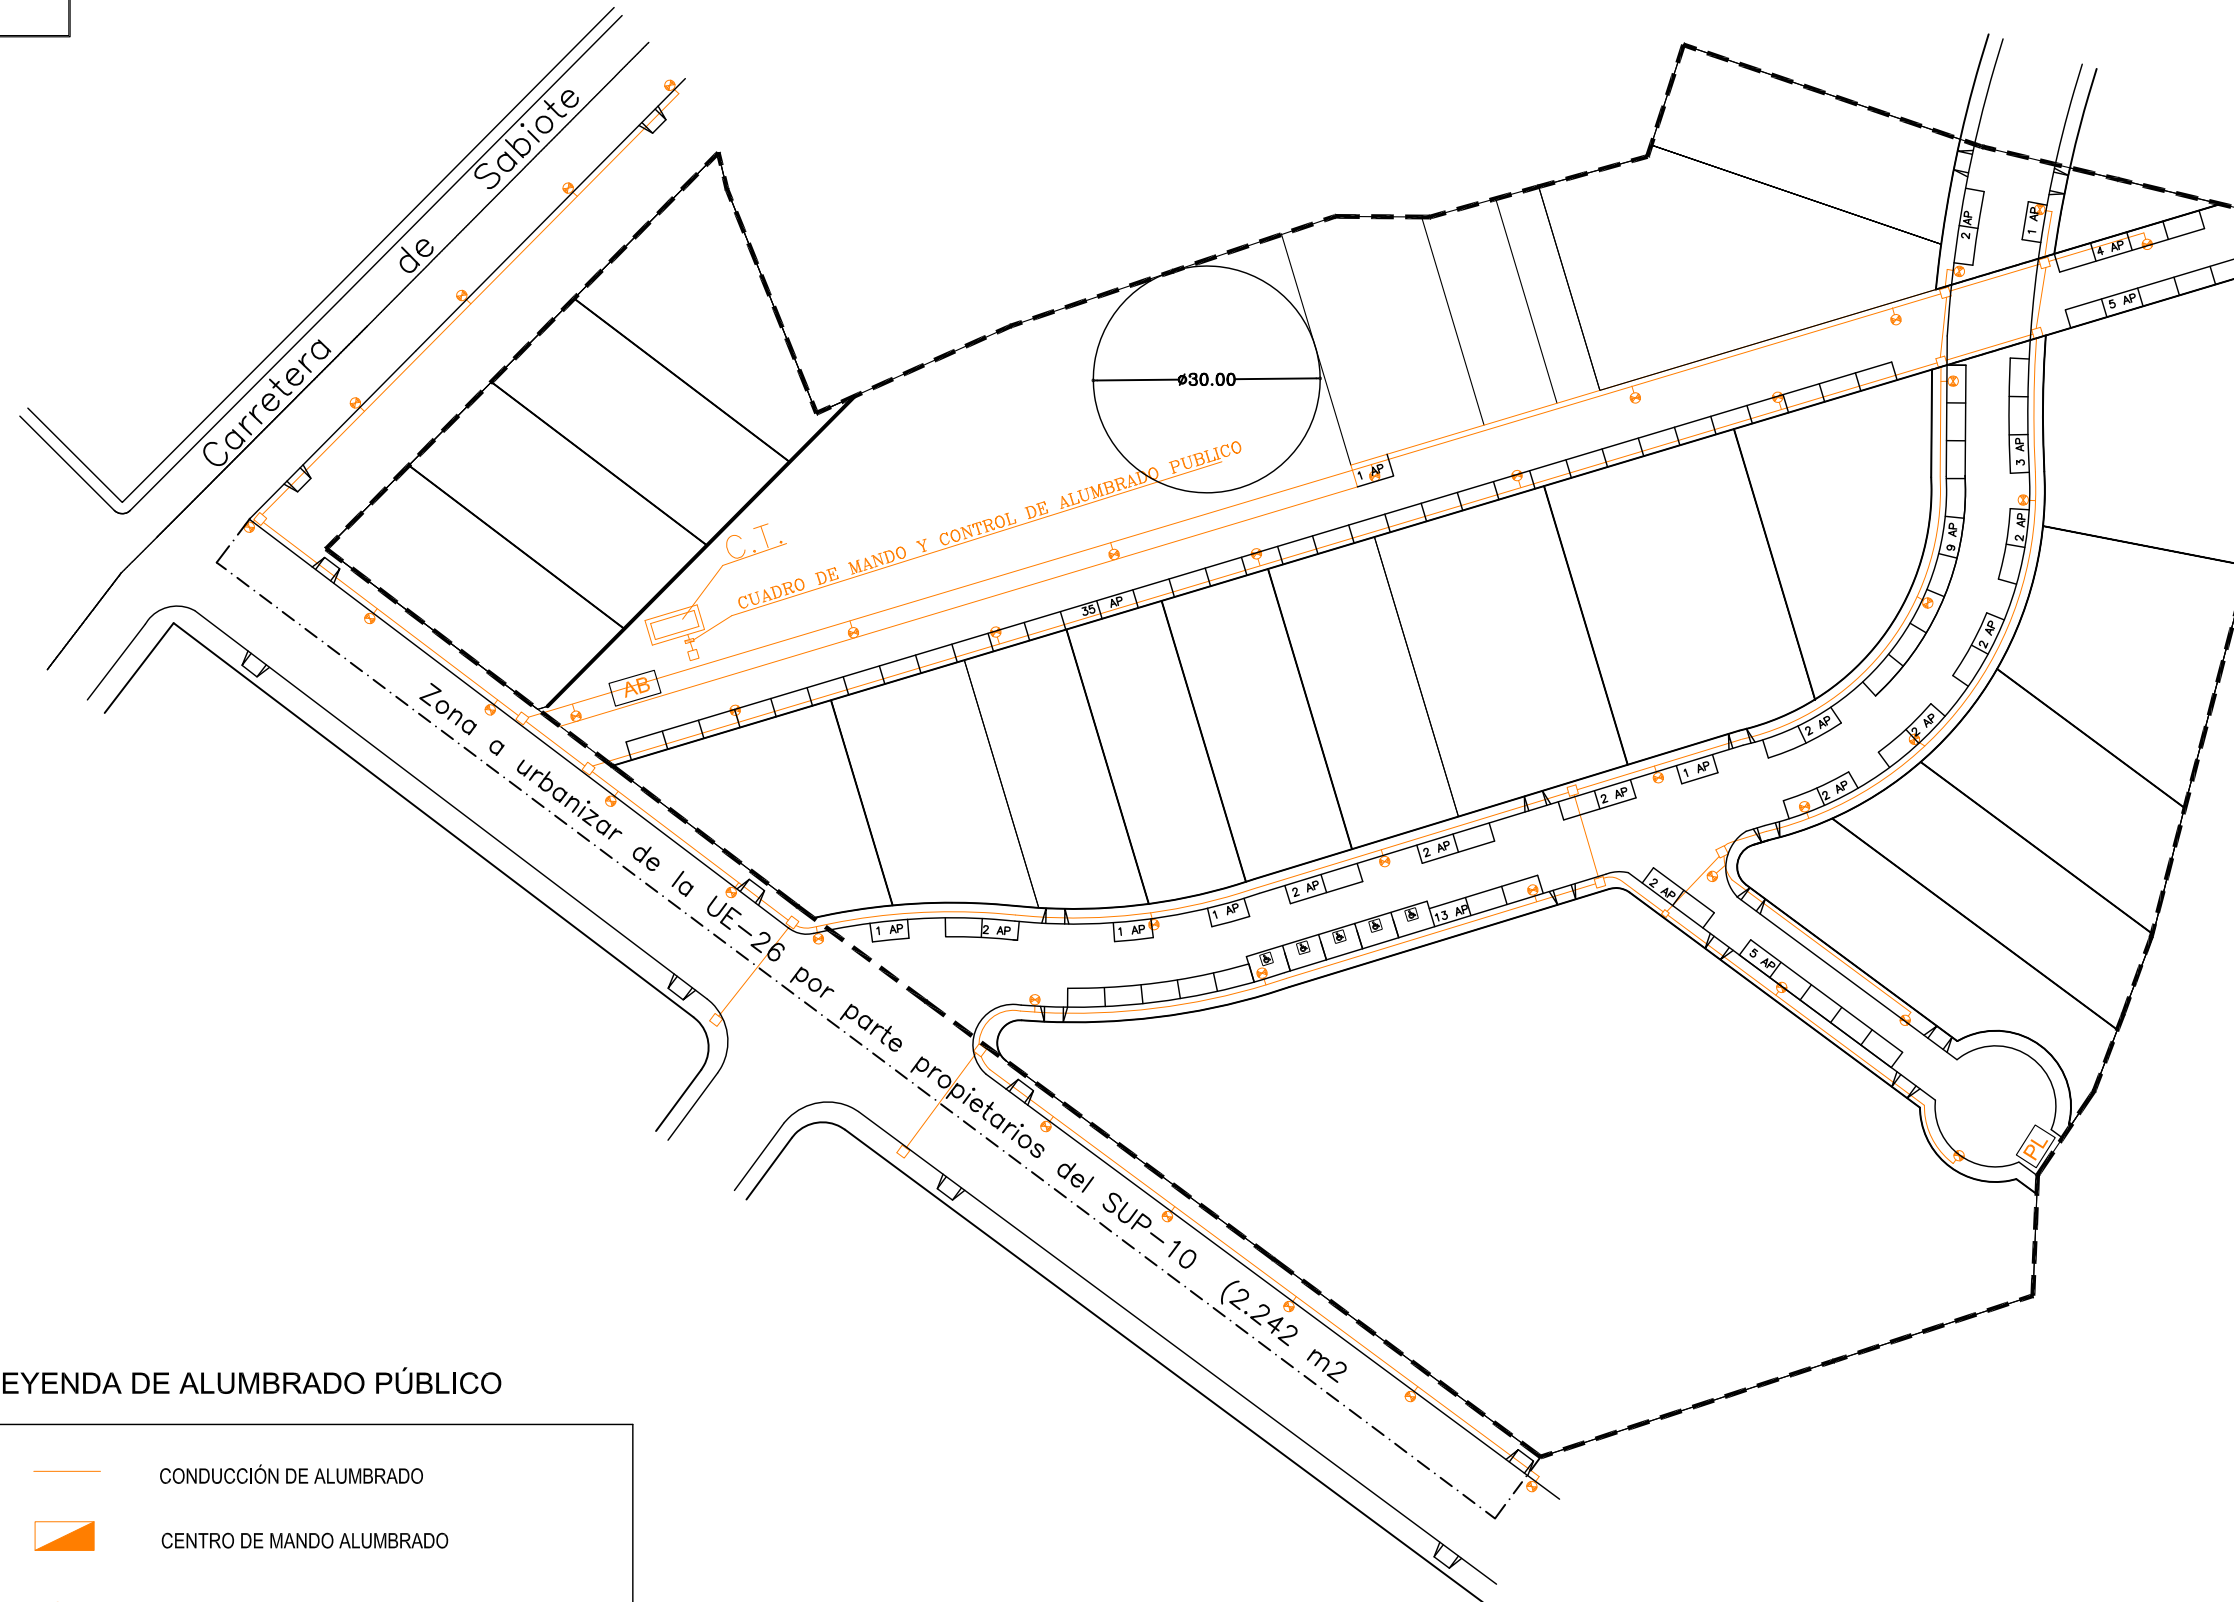 Carretera de Sabiote
C.T.
CUADRO DE MANDO Y CONTROL DE ALUMBRADO PUBLICO
ø30.00
AB
Zona a urbanizar de la UE-26 por parte propietarios del SUP-10 (2.242 m2
2 AP
1 AP
4 AP
5 AP
1 AP
35 AP
3 AP
9 AP
2 AP
2 AP
2 AP
2 AP
2 AP
1 AP
2 AP
2 AP
2 AP
1 AP
1 AP
2 AP
1 AP
13 AP
2 AP
5 AP
PL
EYENDA DE ALUMBRADO PÚBLICO
CONDUCCIÓN DE ALUMBRADO
CENTRO DE MANDO ALUMBRADO